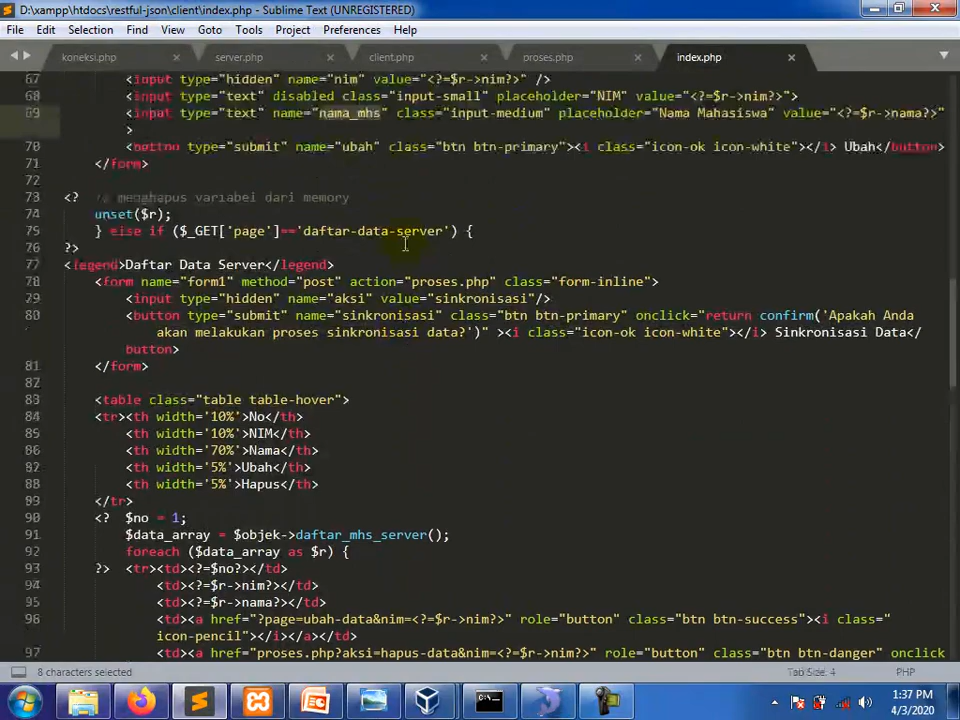 D:\xampp\htdocs\restful-json\client\index.php - Sublime Text (UNREGISTERED)
File Edit Selection Find View Goto Tools Project Preferences Help
koneksi.php server.php client.php proses.php index.php
67 <input type="hidden" name="nim" value="<?=$r->nim?>" />
68 <input type="text" disabled class="input-small" placeholder="NIM" value="<?=$r->nim?>">
69 <input type="text" name="nama_mhs" class="input-medium" placeholder="Nama Mahasiswa" value="<?=$r->nama?>"
>
70 <button type="submit" name="ubah" class="btn btn-primary"><i class="icon-ok icon-white"></i> Ubah</button>
71 </form>
72
73 <? // menghapus variabel dari memory
74 unset($r);
75 } else if ($_GET['page']=='daftar-data-server') {
76 ?>
77 <legend>Daftar Data Server</legend>
78 <form name="form1" method="post" action="proses.php" class="form-inline">
79 <input type="hidden" name="aksi" value="sinkronisasi"/>
80 <button type="submit" name="sinkronisasi" class="btn btn-primary" onclick="return confirm('Apakah Anda
akan melakukan proses sinkronisasi data?')" ><i class="icon-ok icon-white"></i> Sinkronisasi Data</
button>
81 </form>
82
83 <table class="table table-hover">
84 <tr><th width='10%'>No</th>
85 <th width='10%'>NIM</th>
86 <th width='70%'>Nama</th>
87 <th width='5%'>Ubah</th>
88 <th width='5%'>Hapus</th>
89 </tr>
90 <? $no = 1;
91 $data_array = $objek->daftar_mhs_server();
92 foreach ($data_array as $r) {
93 ?> <tr><td><?=$no?></td>
94 <td><?=$r->nim?></td>
95 <td><?=$r->nama?></td>
96 <td><a href="?page=ubah-data&nim=<?=$r->nim?>" role="button" class="btn btn-success"><i class="
icon-pencil"></i></a></td>
97 <td><a href="proses.php?aksi=hapus-data&nim=<?=$r->nim?>" role="button" class="btn btn-danger" onclick
8 characters selected Tab Size: 4 PHP
1:37 PM
4/3/2020